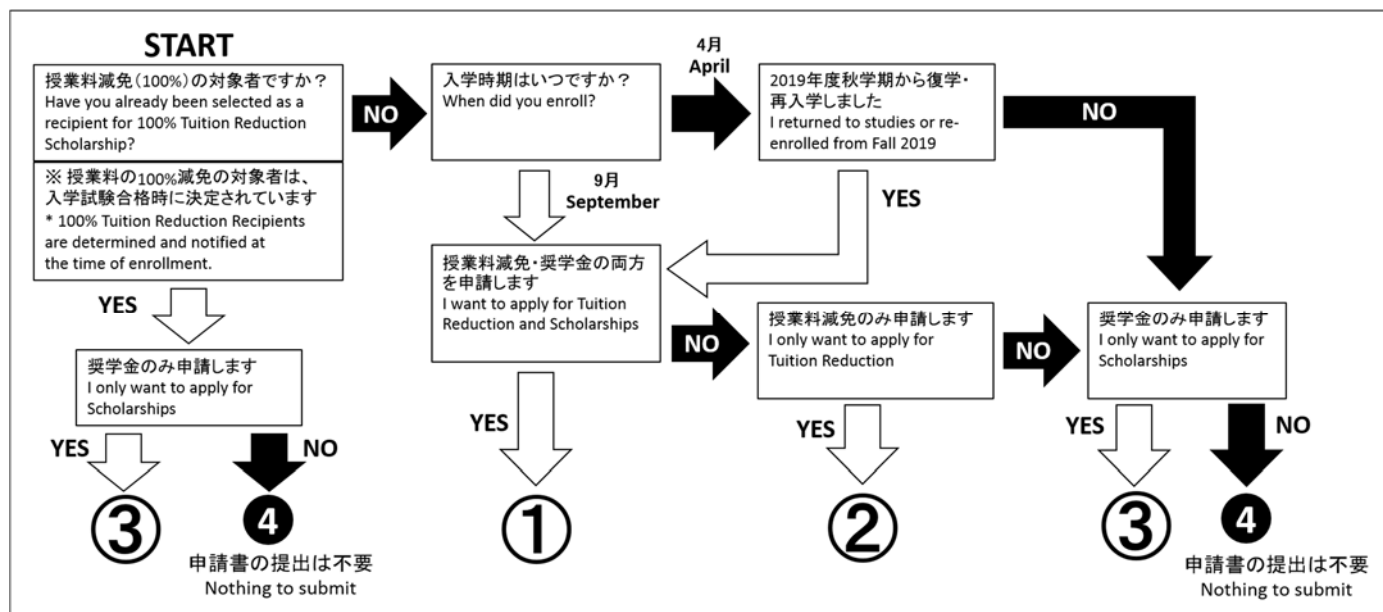 START
授業料減免(100%)の対象者ですか?
Have you already been selected as a
recipient for 100% Tuition Reduction
Scholarship?
※ 授業料の100%減免の対象者は、
入学試験合格時に決定されています
* 100% Tuition Reduction Recipients
are determined and notified at
the time of enrollment.
NO
入学時期はいつですか?
When did you enroll?
4月
April
2019年度秋学期から復学・
再入学しました
I returned to studies or re-
enrolled from Fall 2019
NO
9月
September
YES
YES
授業料減免・奨学金の両方
を申請します
I want to apply for Tuition
Reduction and Scholarships
NO
授業料減免のみ申請します
I only want to apply for
Tuition Reduction
NO
奨学金のみ申請します
I only want to apply for
Scholarships
奨学金のみ申請します
I only want to apply for
Scholarships
YES
NO
YES
YES
YES
NO
③
❹
申請書の提出は不要
Nothing to submit
①
②
③
❹
申請書の提出は不要
Nothing to submit